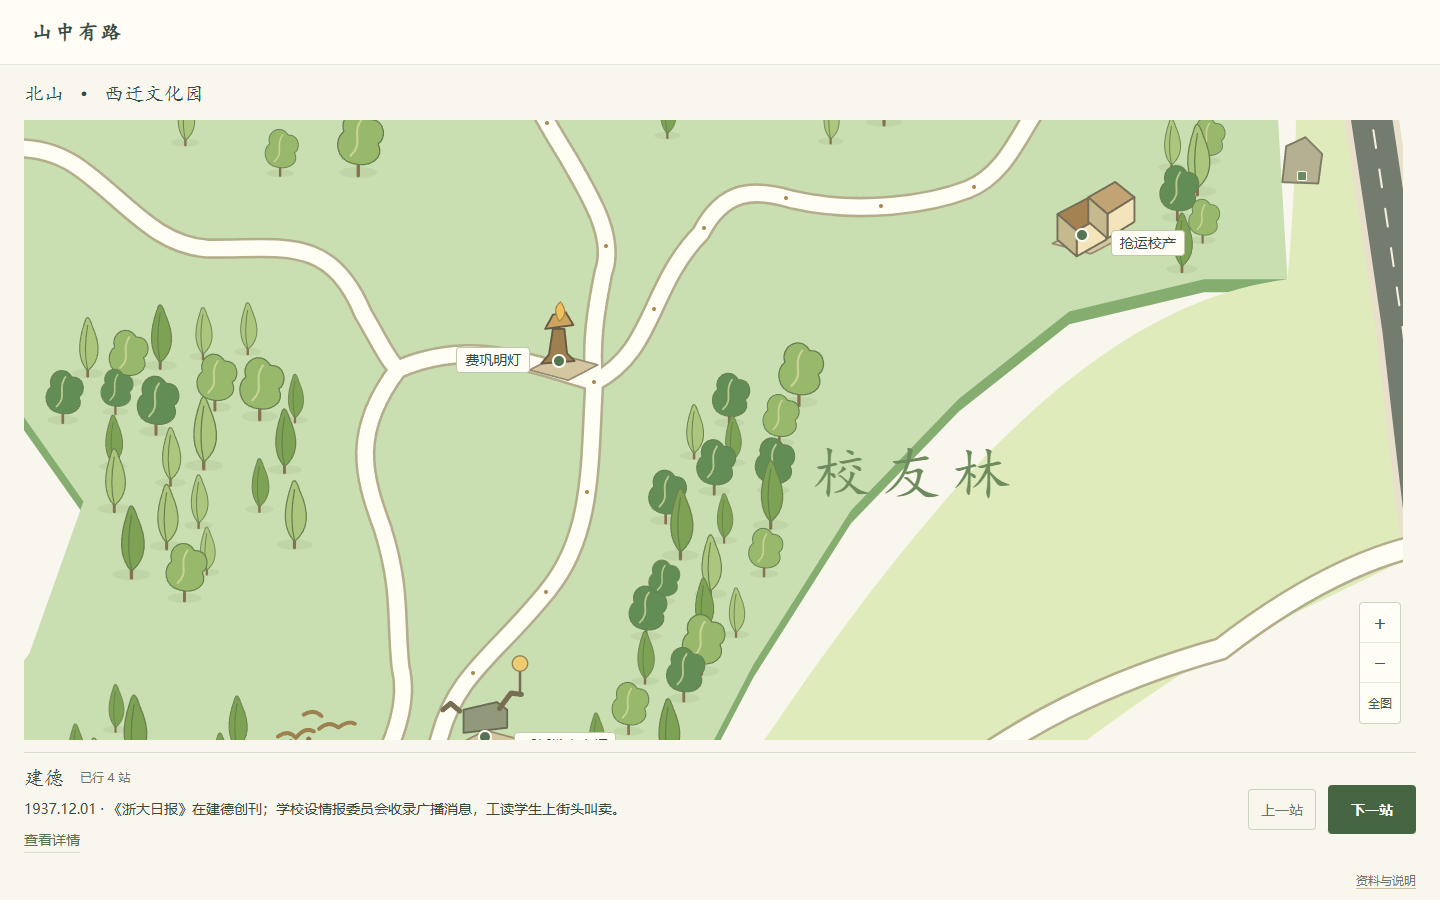 山中有路
北山 • 西迁文化园
抢运校产
费巩明灯
校友林
+
−
全图
建德 已行 4 站
1937.12.01 · 《浙大日报》在建德创刊；学校设情报委员会收录广播消息，工读学生上街头叫卖。
查看详情
上一站
下一站
资料与说明